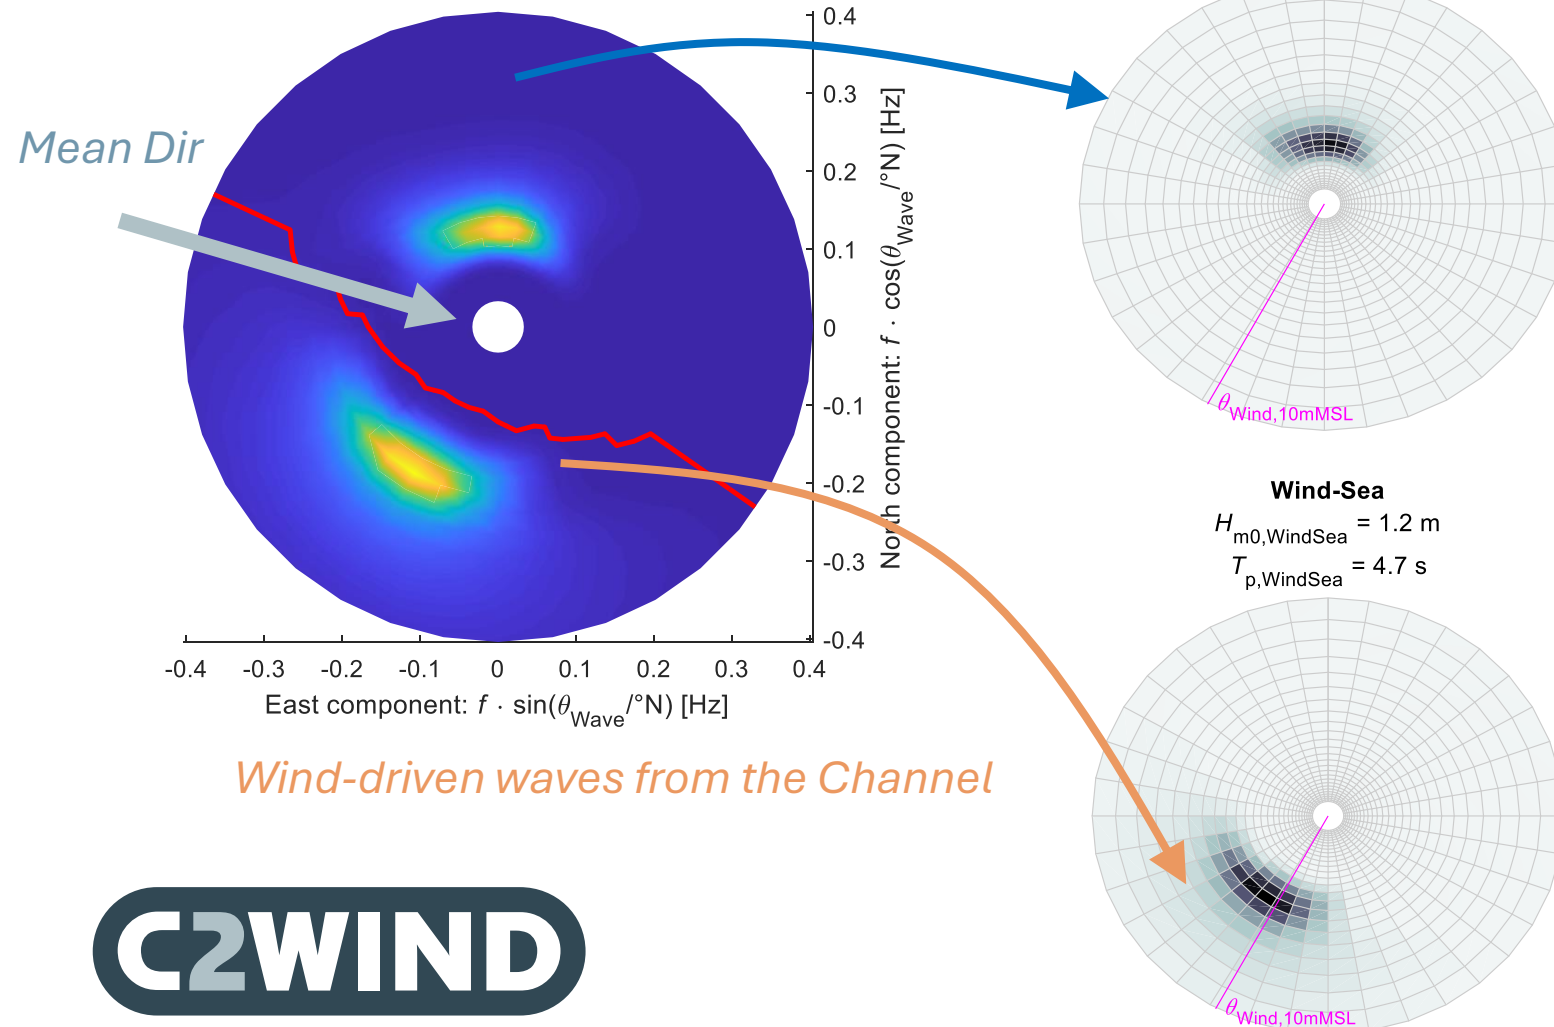 Mean Dir
0.4
0.3
0.2
0.1
0
-0.1
-0.2
-0.3
-0.4
North component: f · cos(θWave/°N) [Hz]
-0.4 -0.3 -0.2 -0.1 0 0.1 0.2 0.3 0.4
East component: f · sin(θWave/°N) [Hz]
Wind-driven waves from the Channel
C2WIND
θWind,10mMSL
Wind-Sea
Hm0,WindSea = 1.2 m
Tp,WindSea = 4.7 s
θWind,10mMSL